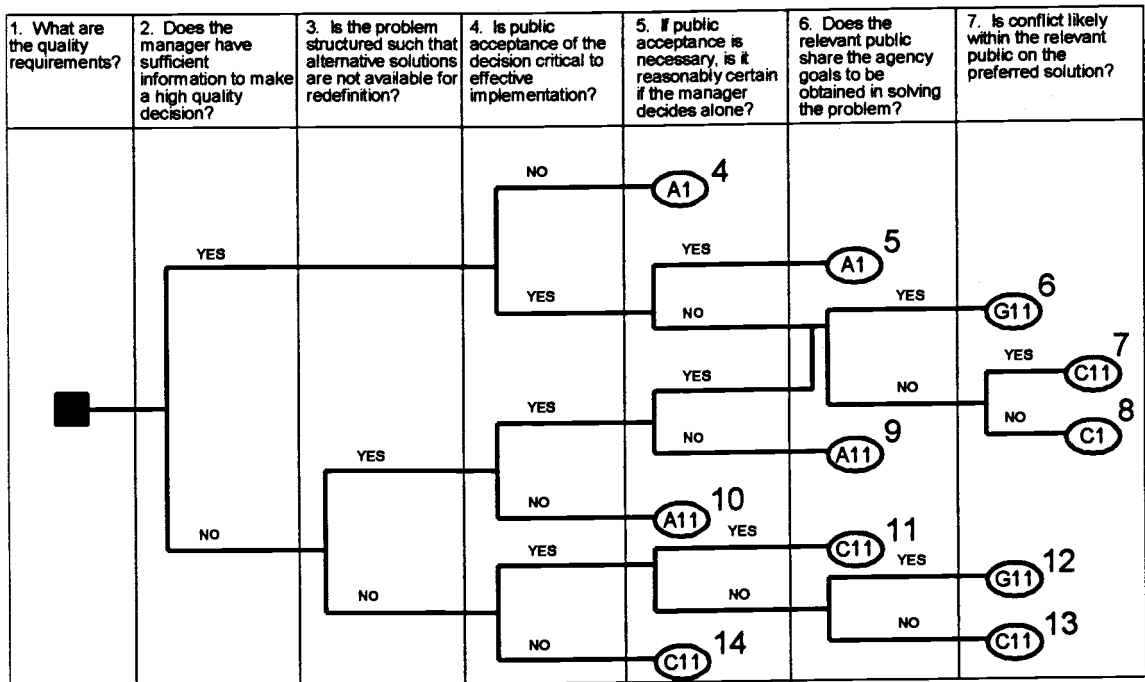 1. What are
the quality
requirements?
2. Does the
manager have
sufficient
information to make
a high quality
decision?
3. Is the problem
structured such that
alternative solutions
are not available for
redefinition?
4. Is public
acceptance of the
decision critical to
effective
implementation?
5. If public
acceptance is
necessary, is it
reasonably certain
if the manager
decides alone?
6. Does the
relevant public
share the agency
goals to be
obtained in solving
the problem?
7. Is conflict likely
within the relevant
public on the
preferred solution?
NO
A1 4
YES
YES
A1 5
YES
NO
YES
G11 6
YES
C11 7
NO
NO
C1 8
YES
YES
NO
A11 9
YES
NO
A11 10
NO
YES
YES
C11 11
NO
YES
G11 12
NO
NO
C11 13
NO
C11 14